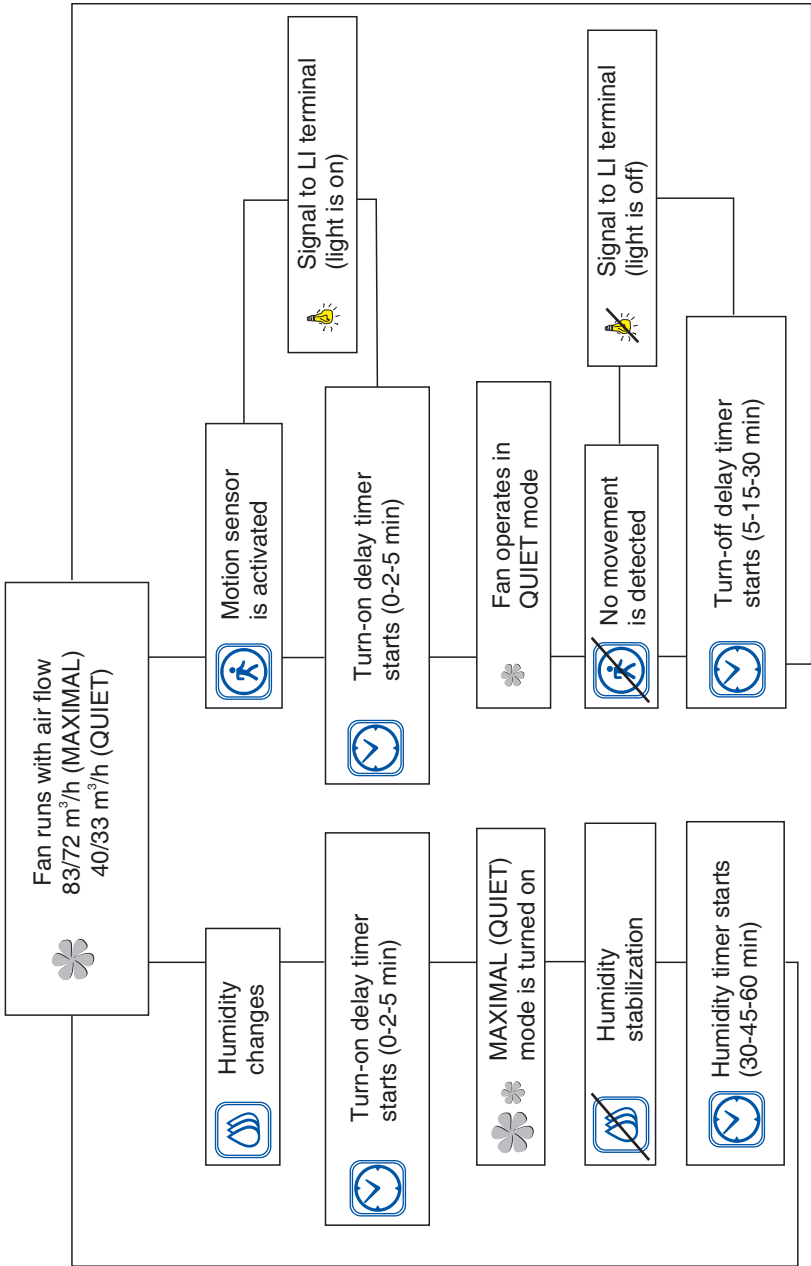 Fan runs with air flow
83/72 m³/h (MAXIMAL)
40/33 m³/h (QUIET)
Humidity
changes
Turn-on delay timer
starts (0-2-5 min)
MAXIMAL (QUIET)
mode is turned on
Humidity
stabilization
Humidity timer starts
(30-45-60 min)
Motion sensor
is activated
Signal to LI terminal
(light is on)
Turn-on delay timer
starts (0-2-5 min)
Fan operates in
QUIET mode
No movement
is detected
Signal to LI terminal
(light is off)
Turn-off delay timer
starts (5-15-30 min)